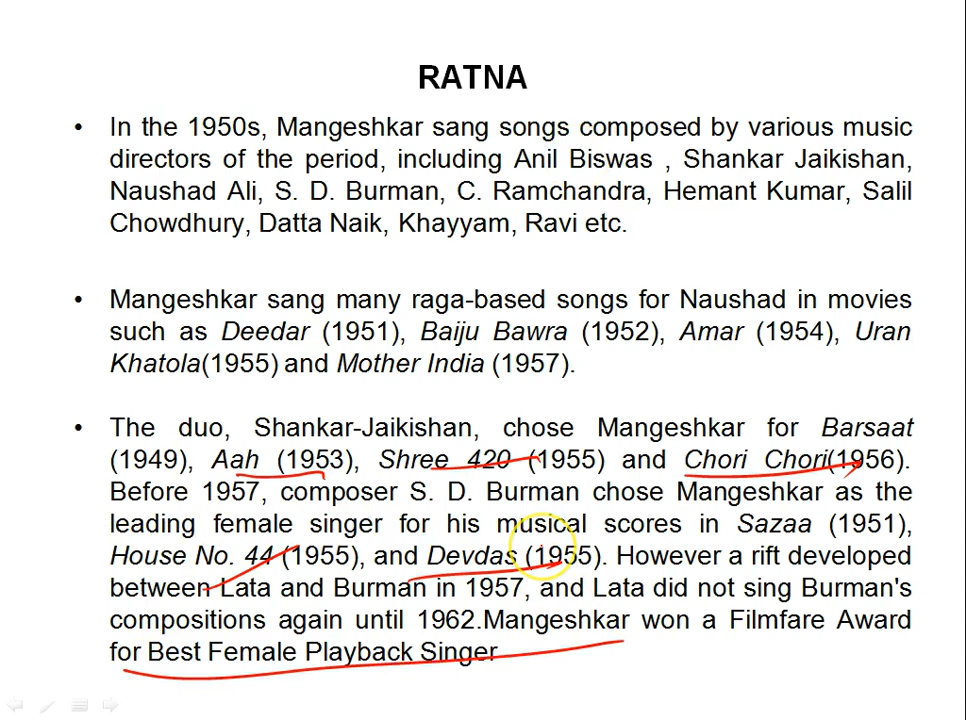 RATNA
• In the 1950s, Mangeshkar sang songs composed by various music
directors of the period, including Anil Biswas , Shankar Jaikishan,
Naushad Ali, S. D. Burman, C. Ramchandra, Hemant Kumar, Salil
Chowdhury, Datta Naik, Khayyam, Ravi etc.
• Mangeshkar sang many raga-based songs for Naushad in movies
such as Deedar (1951), Baiju Bawra (1952), Amar (1954), Uran
Khatola(1955) and Mother India (1957).
• The duo, Shankar-Jaikishan, chose Mangeshkar for Barsaat
(1949), Aah (1953), Shree 420 (1955) and Chori Chori(1956).
Before 1957, composer S. D. Burman chose Mangeshkar as the
leading female singer for his musical scores in Sazaa (1951),
House No. 44 (1955), and Devdas (1955). However a rift developed
between Lata and Burman in 1957, and Lata did not sing Burman's
compositions again until 1962.Mangeshkar won a Filmfare Award
for Best Female Playback Singer